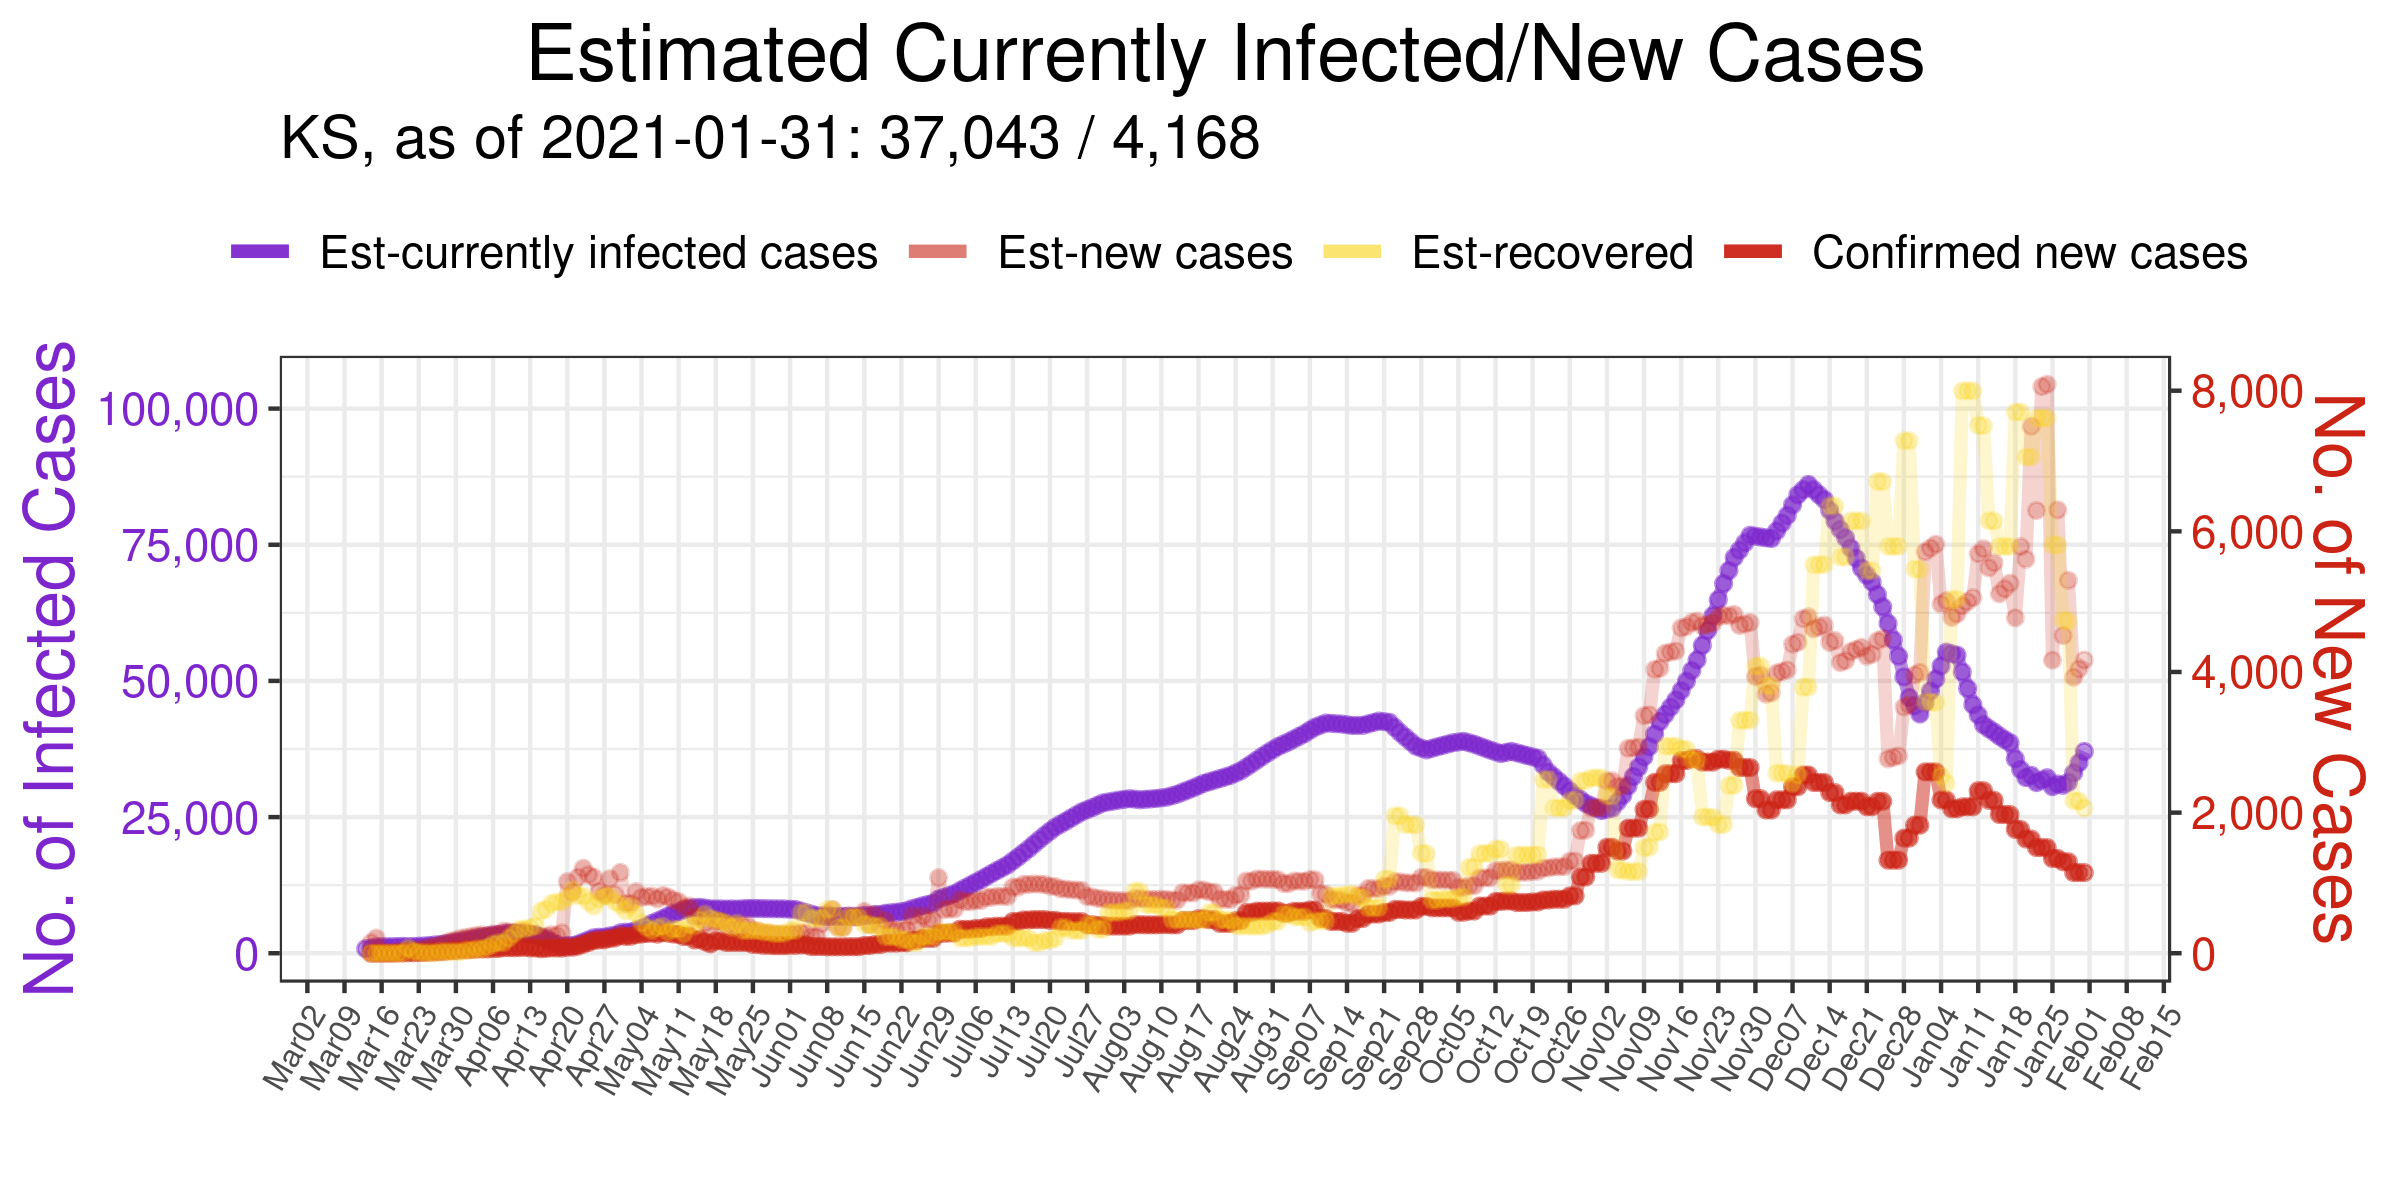 Estimated Currently Infected/New Cases
KS, as of 2021-01-31: 37,043 / 4,168
Est-currently infected cases Est-new cases Est-recovered Confirmed new cases
No. of Infected Cases
100,000
75,000
50,000
25,000
0
8,000
6,000
4,000
2,000
0
No. of New Cases
Mar02 Mar09 Mar16 Mar23 Mar30 Apr06 Apr13 Apr20 Apr27 May04 May11 May18 May25 Jun01 Jun08 Jun15 Jun22 Jun29 Jul06 Jul13 Jul20 Jul27 Aug03 Aug10 Aug17 Aug24 Aug31 Sep07 Sep14 Sep21 Sep28 Oct05 Oct12 Oct19 Oct26 Nov02 Nov09 Nov16 Nov23 Nov30 Dec07 Dec14 Dec21 Dec28 Jan04 Jan11 Jan18 Jan25 Feb01 Feb08 Feb15